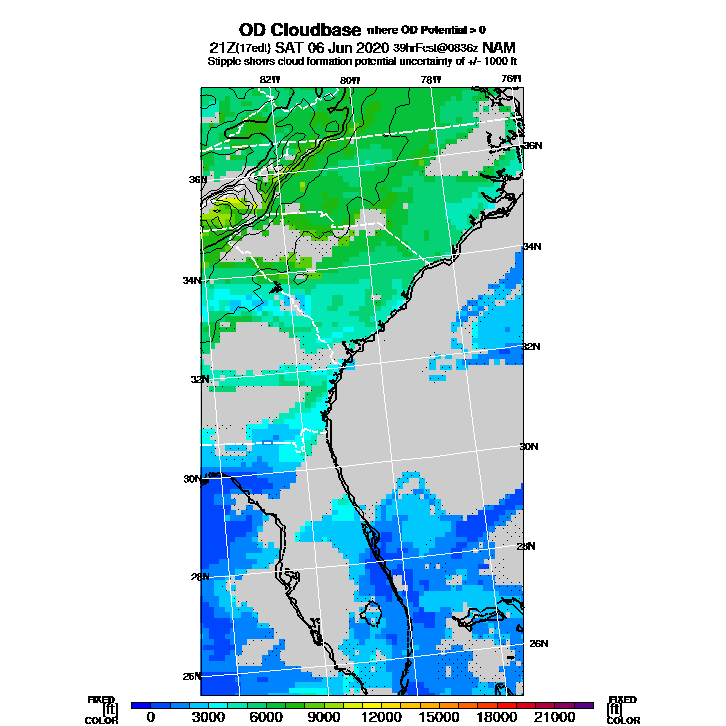 OD Cloudbase where OD Potential > 0
21Z(17edt) SAT 06 Jun 2020 39hrFcst@0836z NAM
Stipple shows cloud formation potential uncertainty of +/- 1000 ft
82W 80W 78W 76W
36N
36N
34N
34N
32N
32N
30N
30N
28N
28N
26N
26N
FIXED [ft] COLOR 0 3000 6000 9000 12000 15000 18000 21000 FIXED [ft] COLOR